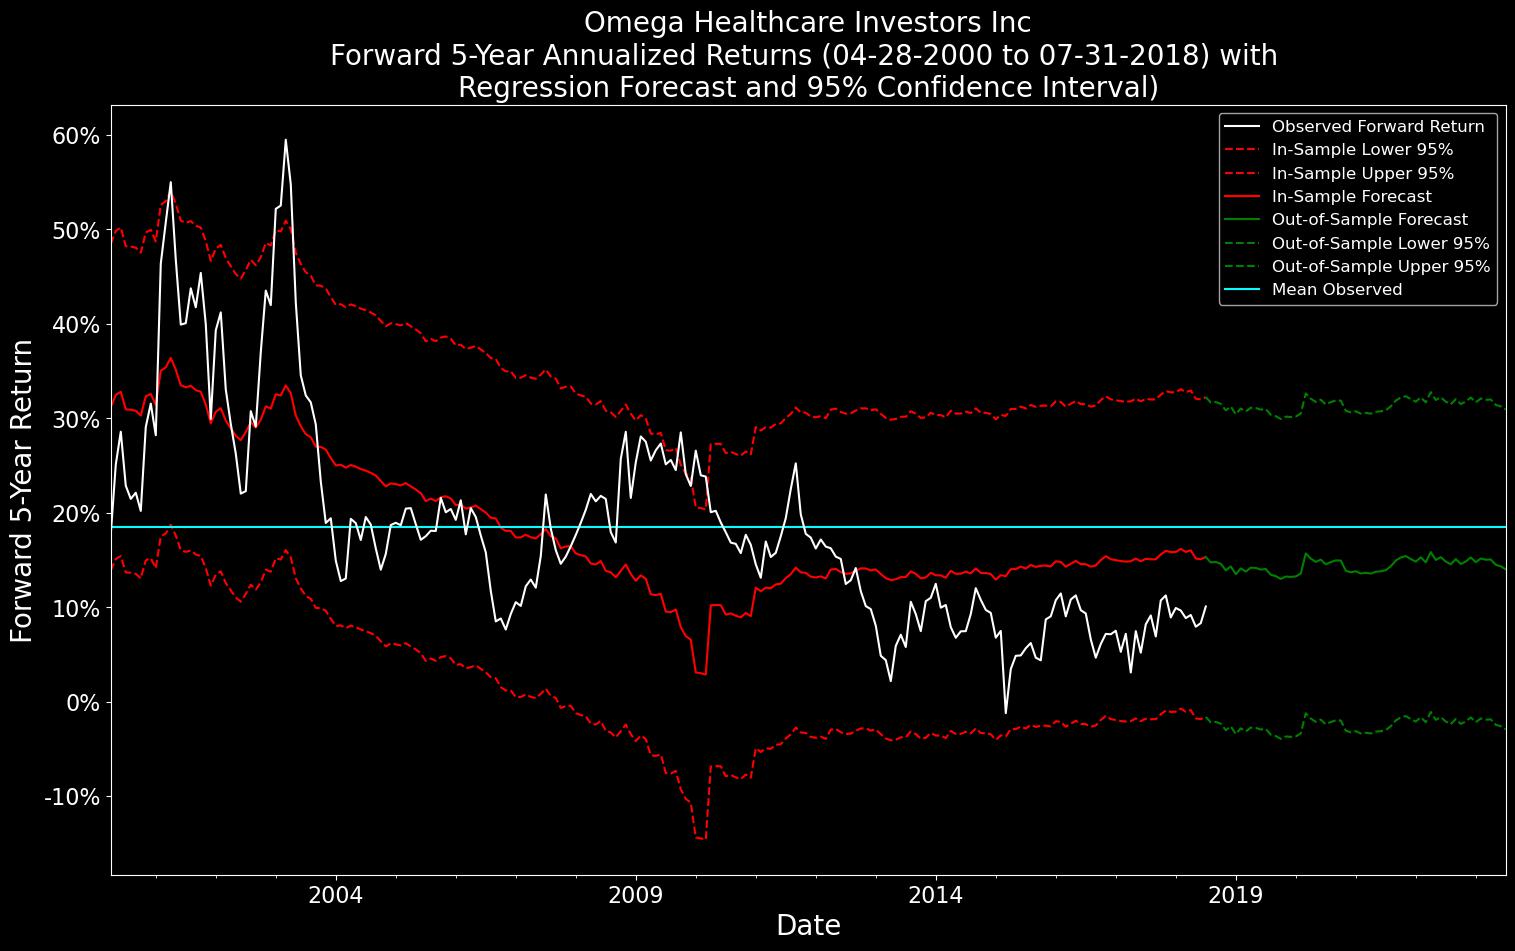 Omega Healthcare Investors Inc
Forward 5-Year Annualized Returns (04-28-2000 to 07-31-2018) with
Regression Forecast and 95% Confidence Interval)
Observed Forward Return
In-Sample Lower 95%
In-Sample Upper 95%
In-Sample Forecast
Out-of-Sample Forecast
Out-of-Sample Lower 95%
Out-of-Sample Upper 95%
Mean Observed
Forward 5-Year Return
60%
50%
40%
30%
20%
10%
0%
-10%
2004
2009
2014
2019
Date